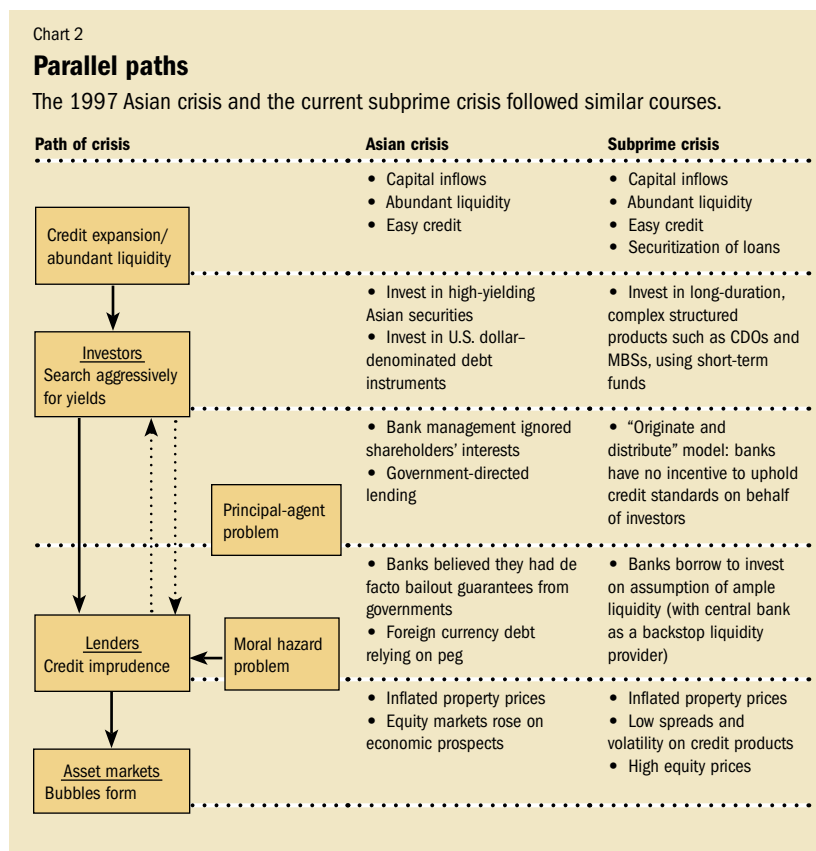 Chart 2
Parallel paths
The 1997 Asian crisis and the current subprime crisis followed similar courses.
Path of crisis
Asian crisis
Subprime crisis
Credit expansion/
abundant liquidity
• Capital inflows
• Abundant liquidity
• Easy credit
• Capital inflows
• Abundant liquidity
• Easy credit
• Securitization of loans
Investors
Search aggressively
for yields
• Invest in high-yielding
Asian securities
• Invest in U.S. dollar–
denominated debt
instruments
• Invest in long-duration,
complex structured
products such as CDOs and
MBSs, using short-term
funds
Principal-agent
problem
• Bank management ignored
shareholders’ interests
• Government-directed
lending
• “Originate and
distribute” model: banks
have no incentive to uphold
credit standards on behalf
of investors
Lenders
Credit imprudence
Moral hazard
problem
• Banks believed they had de
facto bailout guarantees from
governments
• Foreign currency debt
relying on peg
• Banks borrow to invest
on assumption of ample
liquidity (with central bank
as a backstop liquidity
provider)
Asset markets
Bubbles form
• Inflated property prices
• Equity markets rose on
economic prospects
• Inflated property prices
• Low spreads and
volatility on credit products
• High equity prices